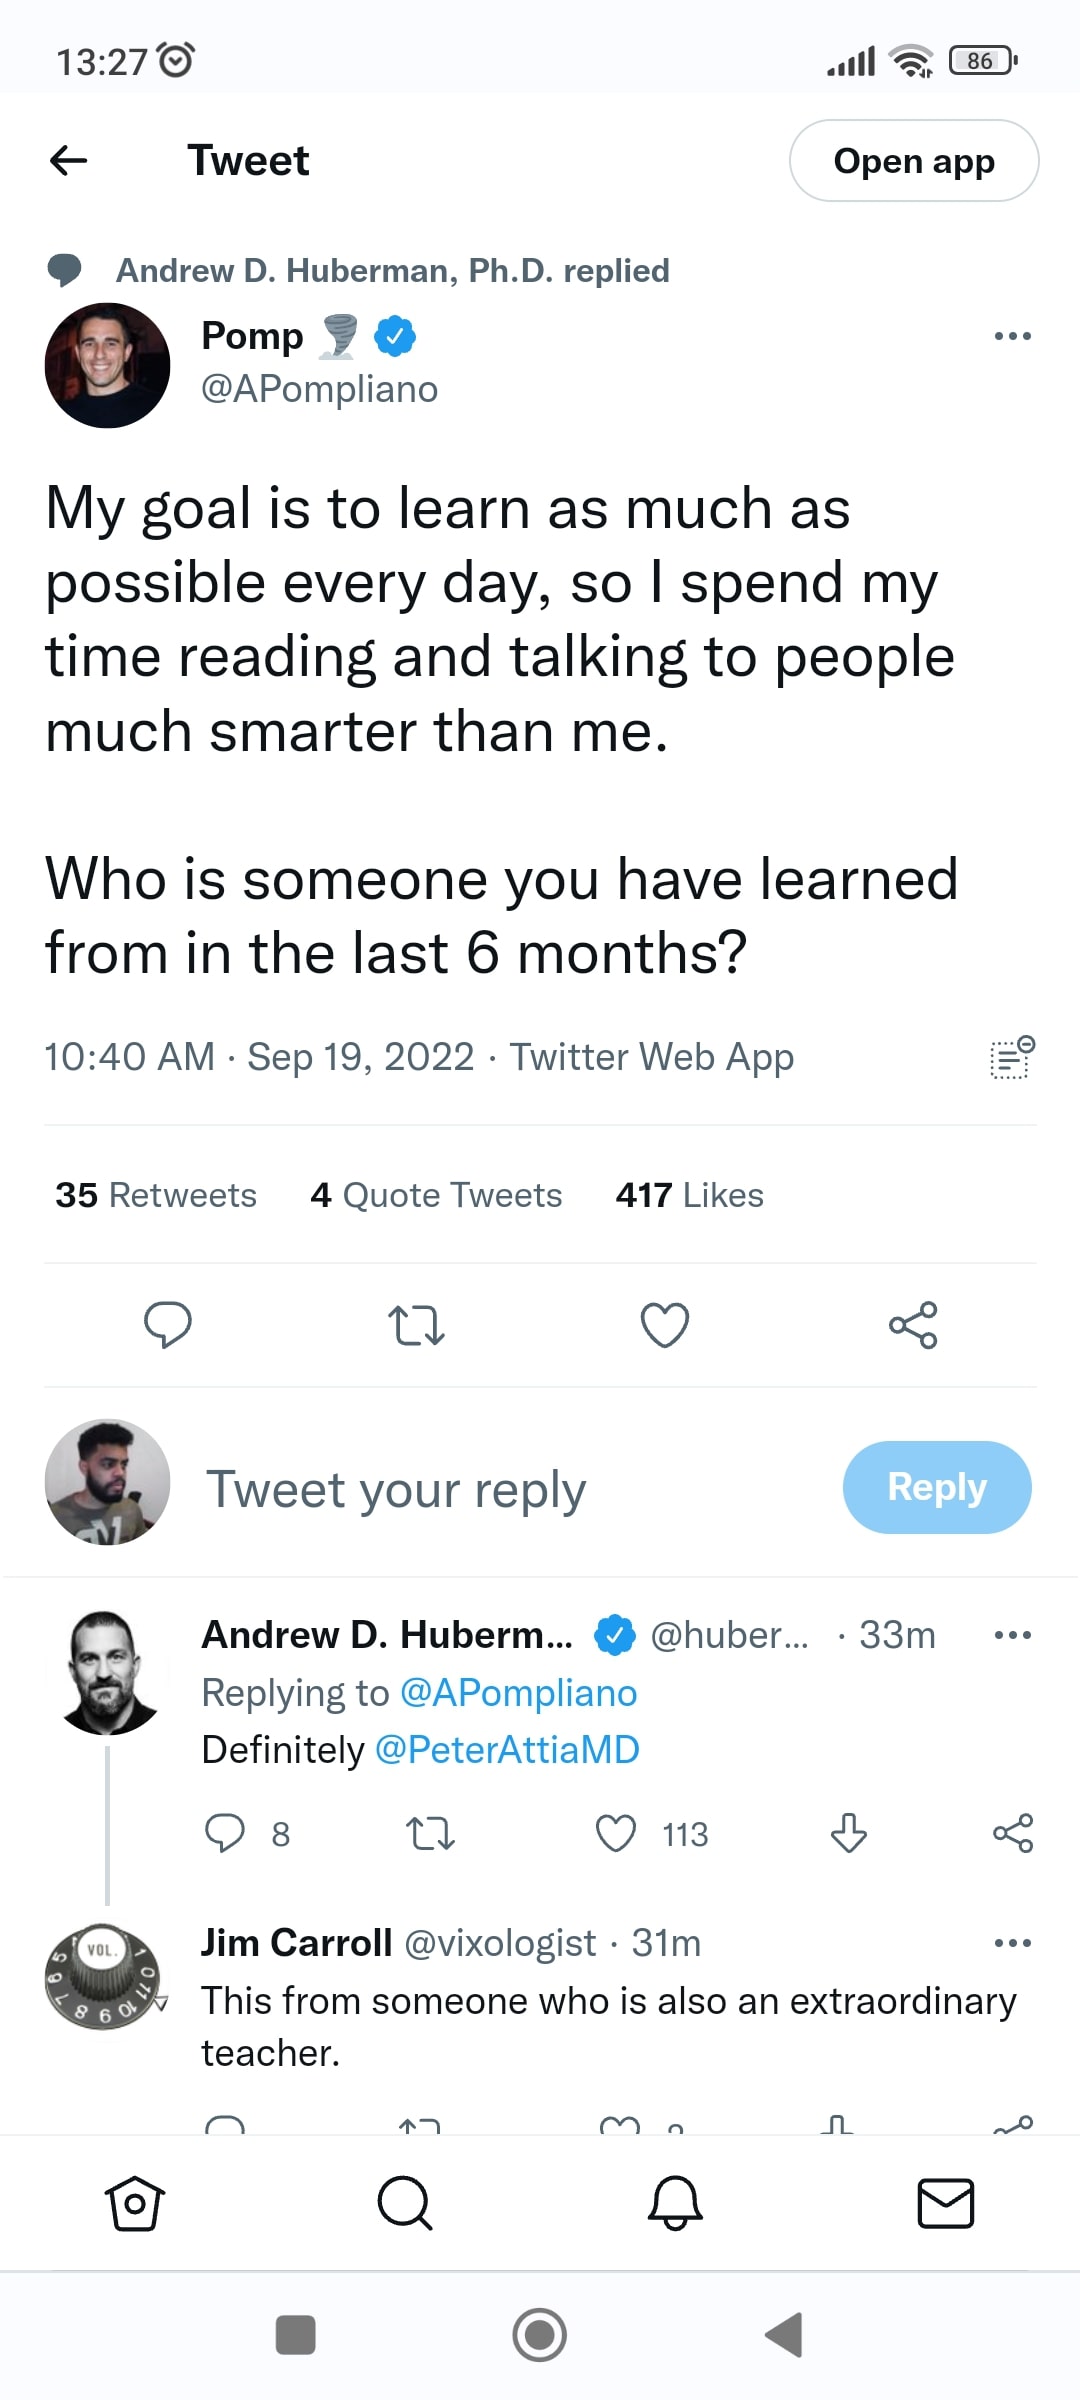 13:27
86
Tweet
Open app
Andrew D. Huberman, Ph.D. replied
Pomp 🌪️
@APompliano
My goal is to learn as much as
possible every day, so I spend my
time reading and talking to people
much smarter than me.
Who is someone you have learned
from in the last 6 months?
10:40 AM · Sep 19, 2022 · Twitter Web App
35 Retweets 4 Quote Tweets 417 Likes
Tweet your reply
Reply
Andrew D. Huberm... @huber... · 33m
Replying to @APompliano
Definitely @PeterAttiaMD
8 113
VOL.
5 6 7 8 9 10 11 0 1
Jim Carroll @vixologist · 31m
This from someone who is also an extraordinary
teacher.